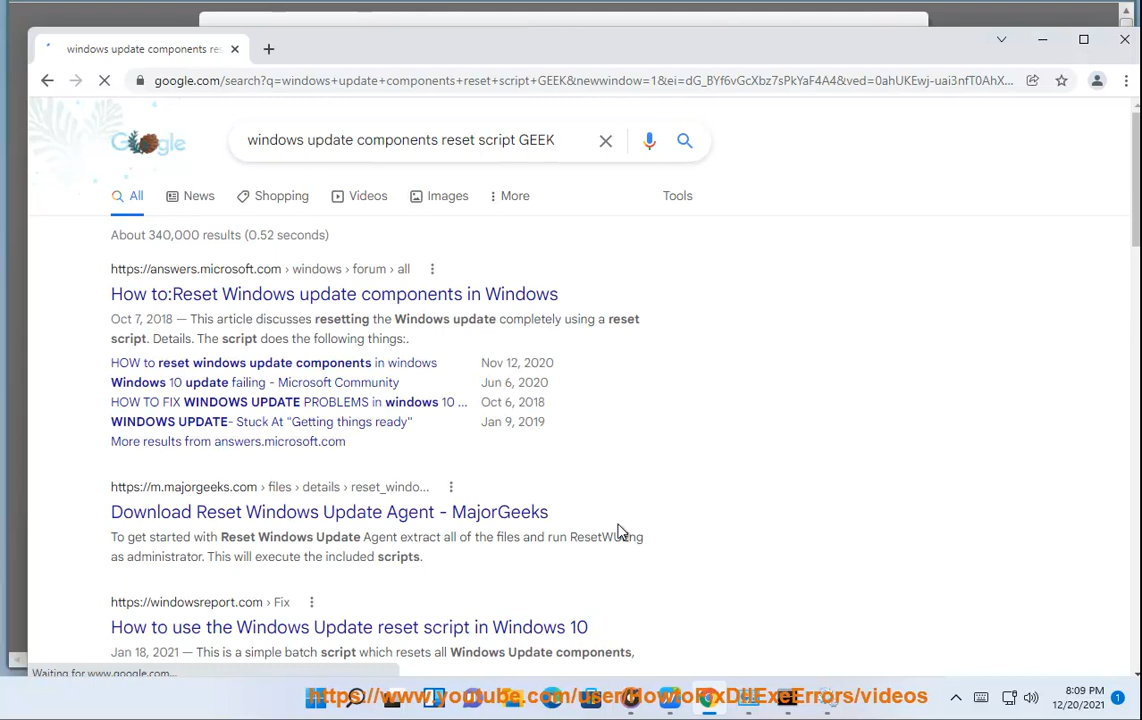 windows update components re
google.com/search?q=windows+update+components+reset+script+GEEK&newwindow=1&ei=dG_BYf6vGcXbz7sPkYaF4A4&ved=0ahUKEwj-uai3nfT0AhX...
Google
windows update components reset script GEEK
All News Shopping Videos Images More Tools
About 340,000 results (0.52 seconds)
https://answers.microsoft.com › windows › forum › all
How to:Reset Windows update components in Windows
Oct 7, 2018 — This article discusses resetting the Windows update completely using a reset
script. Details. The script does the following things:.
HOW to reset windows update components in windows Nov 12, 2020
Windows 10 update failing - Microsoft Community Jun 6, 2020
HOW TO FIX WINDOWS UPDATE PROBLEMS in windows 10 ... Oct 6, 2018
WINDOWS UPDATE- Stuck At "Getting things ready" Jan 9, 2019
More results from answers.microsoft.com
https://m.majorgeeks.com › files › details › reset_windo...
Download Reset Windows Update Agent - MajorGeeks
To get started with Reset Windows Update Agent extract all of the files and run
as administrator. This will execute the included scripts.
https://windowsreport.com › Fix
How to use the Windows Update reset script in Windows 10
Jan 18, 2021 — This is a simple batch script which resets all Windows Update components,
Waiting for www.google.com...
https://www.youtube.com/user/HowtoFixDllExeErrors/videos
8:09 PM
12/20/2021
1